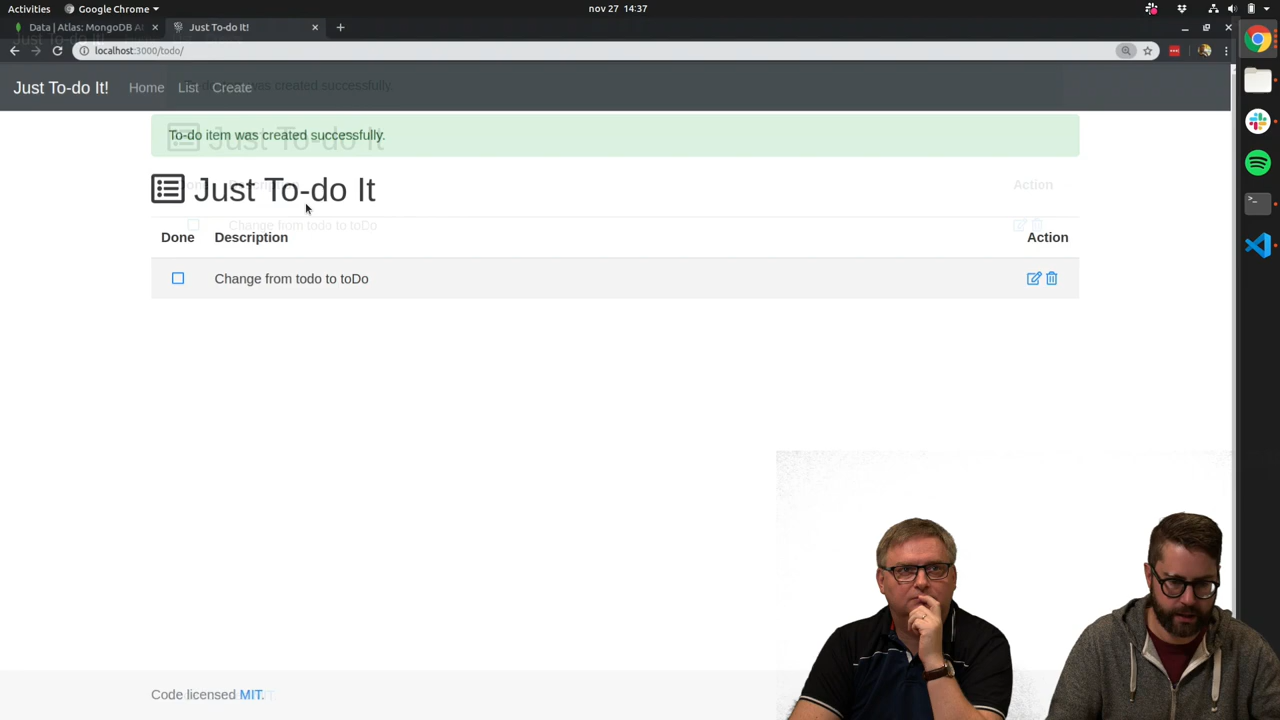 Activities Google Chrome nov 27 14:37
Data | Atlas: MongoDB At Just To-do It!
localhost:3000/todo/
Just To-do It! Home List Create
To-do item was created successfully.
Just To-do It
Done Description Action
Change from todo to toDo
Code licensed MIT.